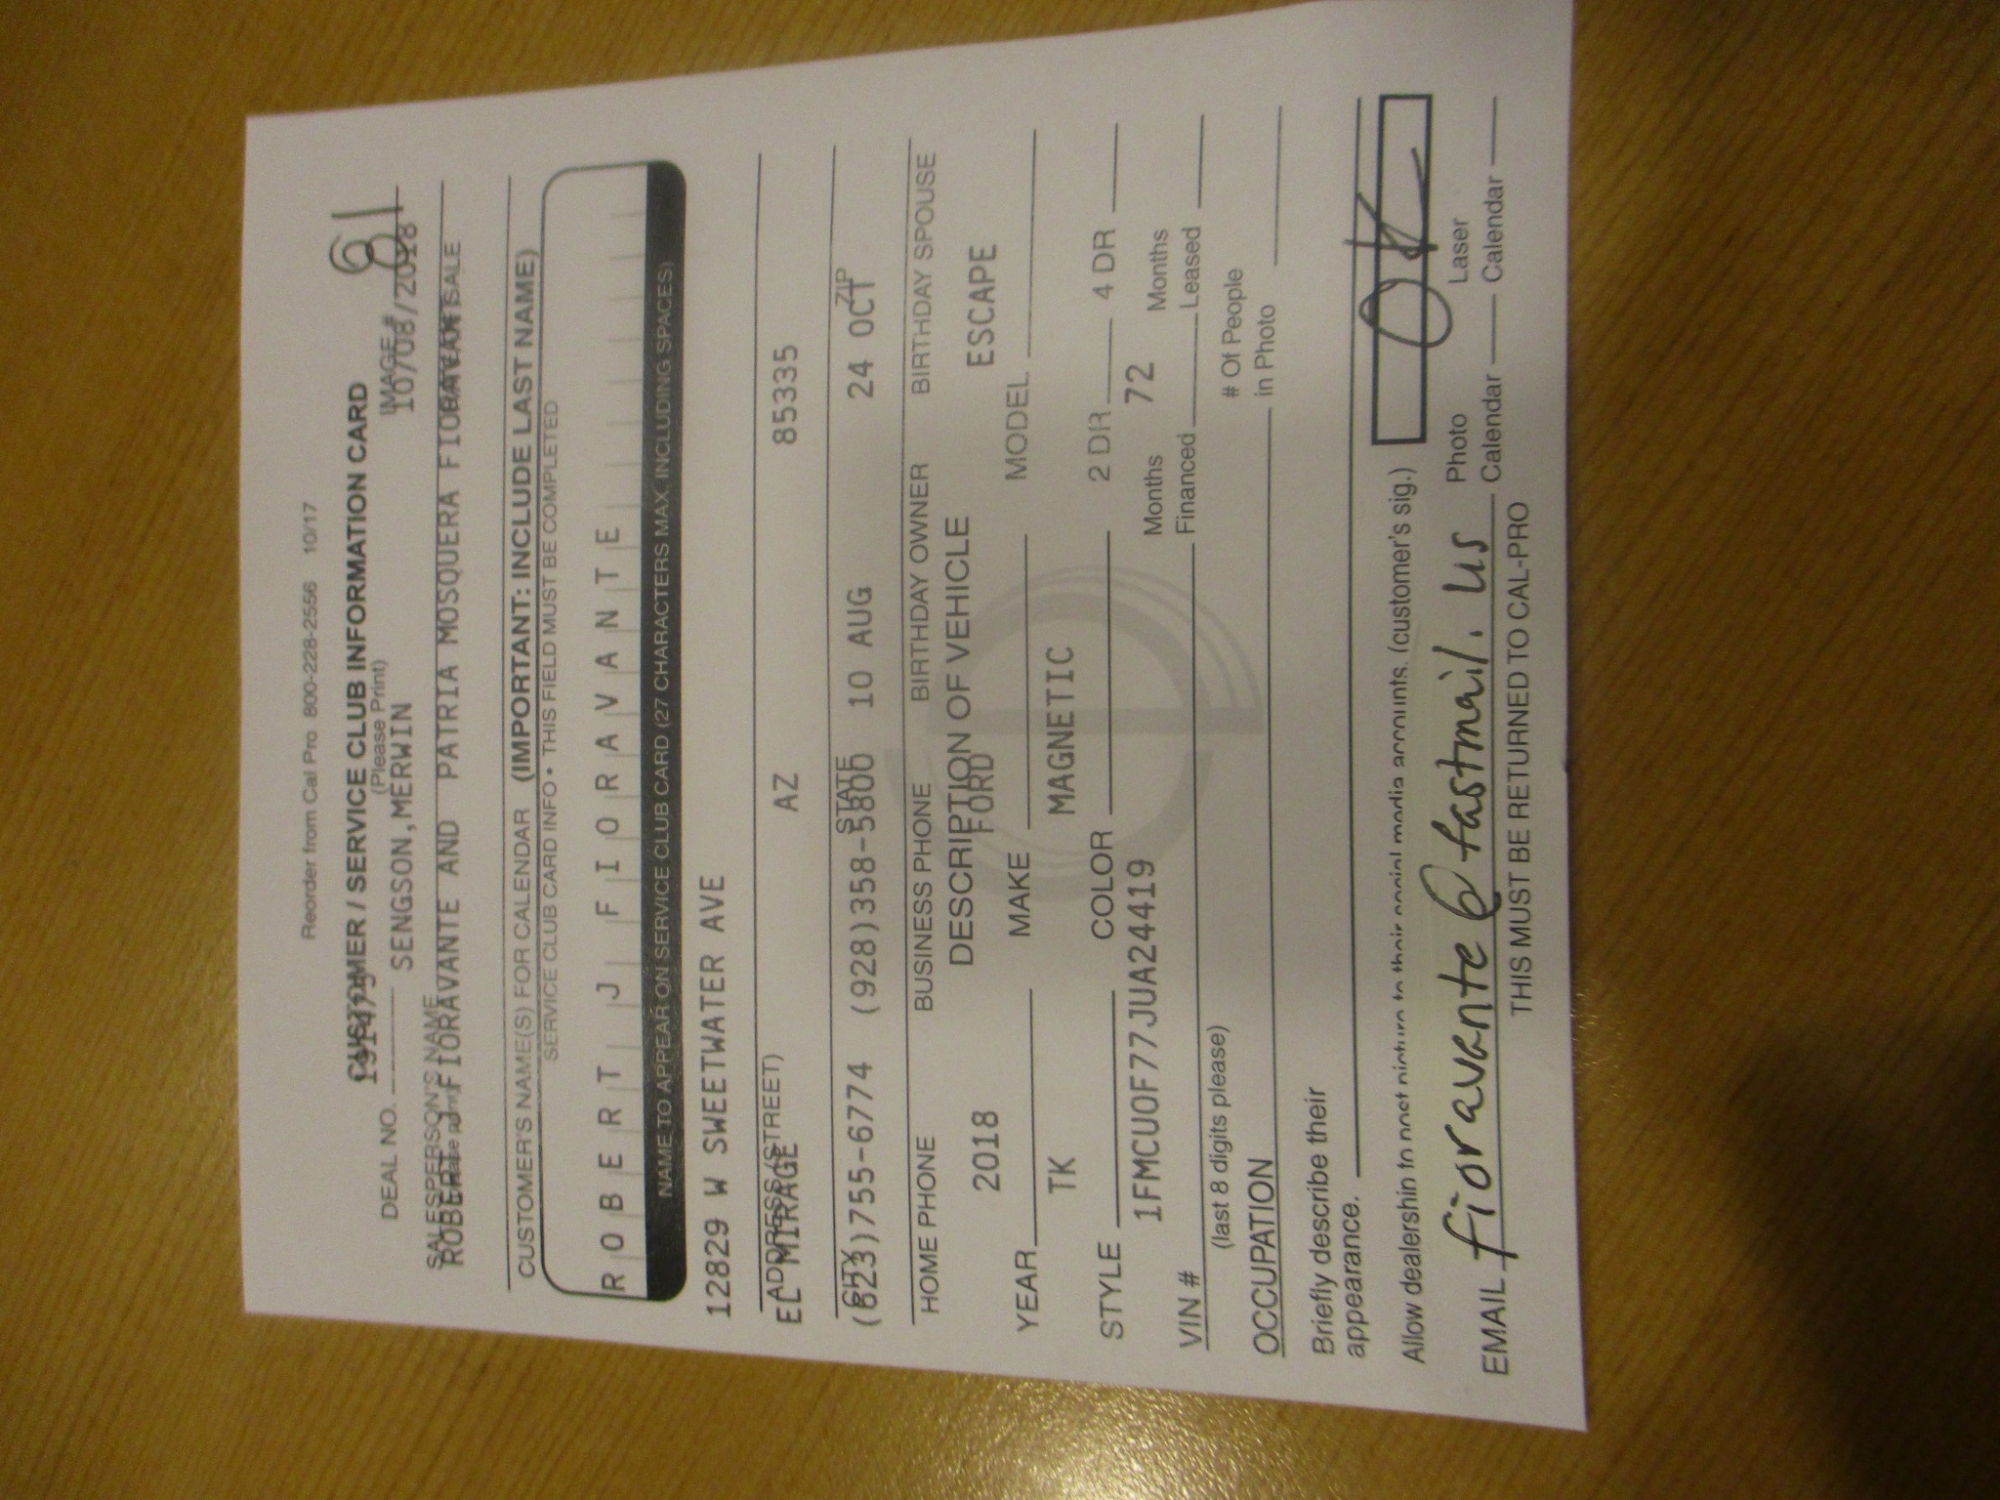 Reorder from Cal Pro 800-228-2556 10/17
CUSTOMER / SERVICE CLUB INFORMATION CARD
(Please Print)
81
DEAL NO. SENGSON,MERWIN IMAGE# 10/08/2018
SALESPERSON'S NAME
ROBERT J FIORAVANTE AND PATRIA MOSQUERA FIORAVANTE
CUSTOMER'S NAME(S) FOR CALENDAR (IMPORTANT: INCLUDE LAST NAME)
SERVICE CLUB CARD INFO • THIS FIELD MUST BE COMPLETED
ROBERT J FIORAVANTE
NAME TO APPEAR ON SERVICE CLUB CARD (27 CHARACTERS MAX. INCLUDING SPACES)
12829 W SWEETWATER AVE
ADDRESS (STREET)
EL MIRAGE AZ 85335
CITY STATE ZIP
(623)755-6774 (928)358-5800 10 AUG 24 OCT
HOME PHONE BUSINESS PHONE BIRTHDAY OWNER BIRTHDAY SPOUSE
DESCRIPTION OF VEHICLE
2018 FORD ESCAPE
YEAR MAKE MODEL
TK MAGNETIC
STYLE COLOR 2 DR 4 DR
1FMCU0F77JUA24419 72
VIN # Months Financed Months Leased
(last 8 digits please)
OCCUPATION # Of People in Photo
Briefly describe their
appearance.
Allow dealership to post picture to their social media accounts. (customer's sig.) OK
EMAIL fioravante@fastmail.us Photo Calendar Laser Calendar
THIS MUST BE RETURNED TO CAL-PRO